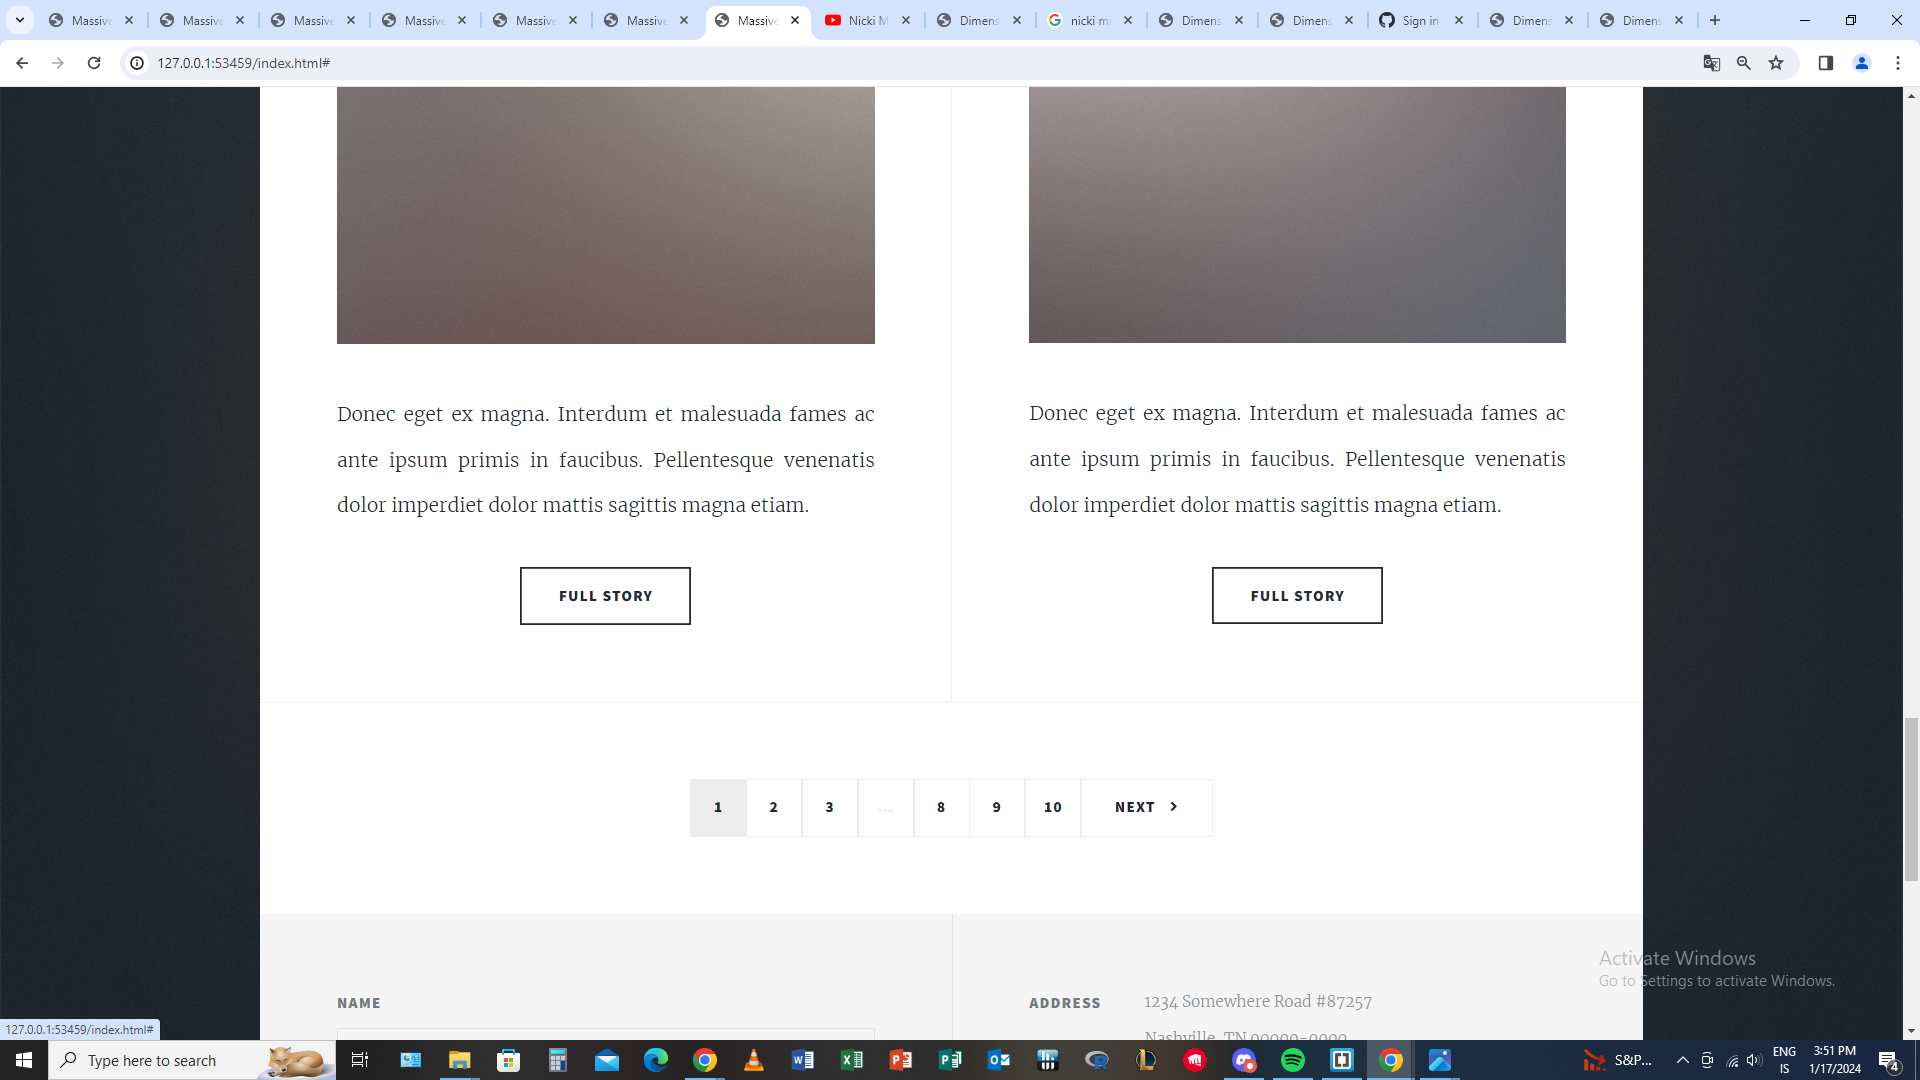 Massive
Massive
Massive
Massive
Massive
Massive
Massive
Nicki M
Dimens
nicki m
Dimens
Dimens
Sign in
Dimens
Dimens
127.0.0.1:53459/index.html#
Donec eget ex magna. Interdum et malesuada fames ac
ante ipsum primis in faucibus. Pellentesque venenatis
dolor imperdiet dolor mattis sagittis magna etiam.
FULL STORY
Donec eget ex magna. Interdum et malesuada fames ac
ante ipsum primis in faucibus. Pellentesque venenatis
dolor imperdiet dolor mattis sagittis magna etiam.
FULL STORY
1 2 3 ... 8 9 10 NEXT
NAME
ADDRESS
1234 Somewhere Road #87257
Nashville, TN 00000-0000
Activate Windows
Go to Settings to activate Windows.
127.0.0.1:53459/index.html#
Type here to search
S&P...
ENG
IS
3:51 PM
1/17/2024
4